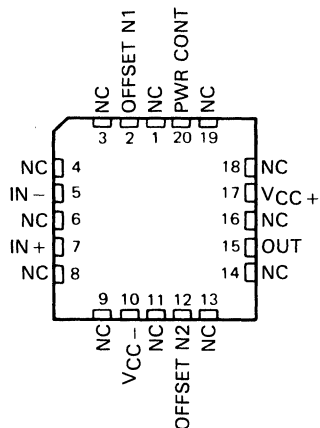 NC
OFFSET N1
NC
PWR CONT
NC
3 2 1 20 19
NC 4
IN − 5
NC 6
IN + 7
NC 8
18 NC
17 VCC +
16 NC
15 OUT
14 NC
9 10 11 12 13
NC
VCC −
NC
OFFSET N2
NC